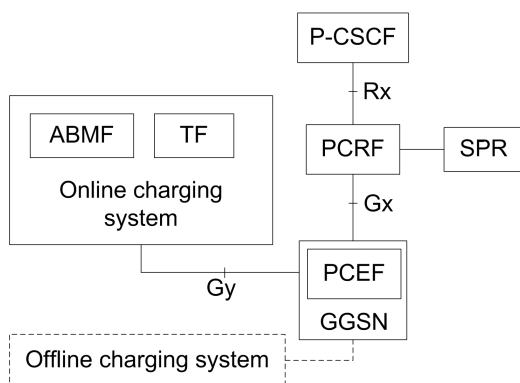 P-CSCF
Rx
ABMF
TF
PCRF
SPR
Online charging
system
Gx
PCEF
Gy
GGSN
Offline charging system